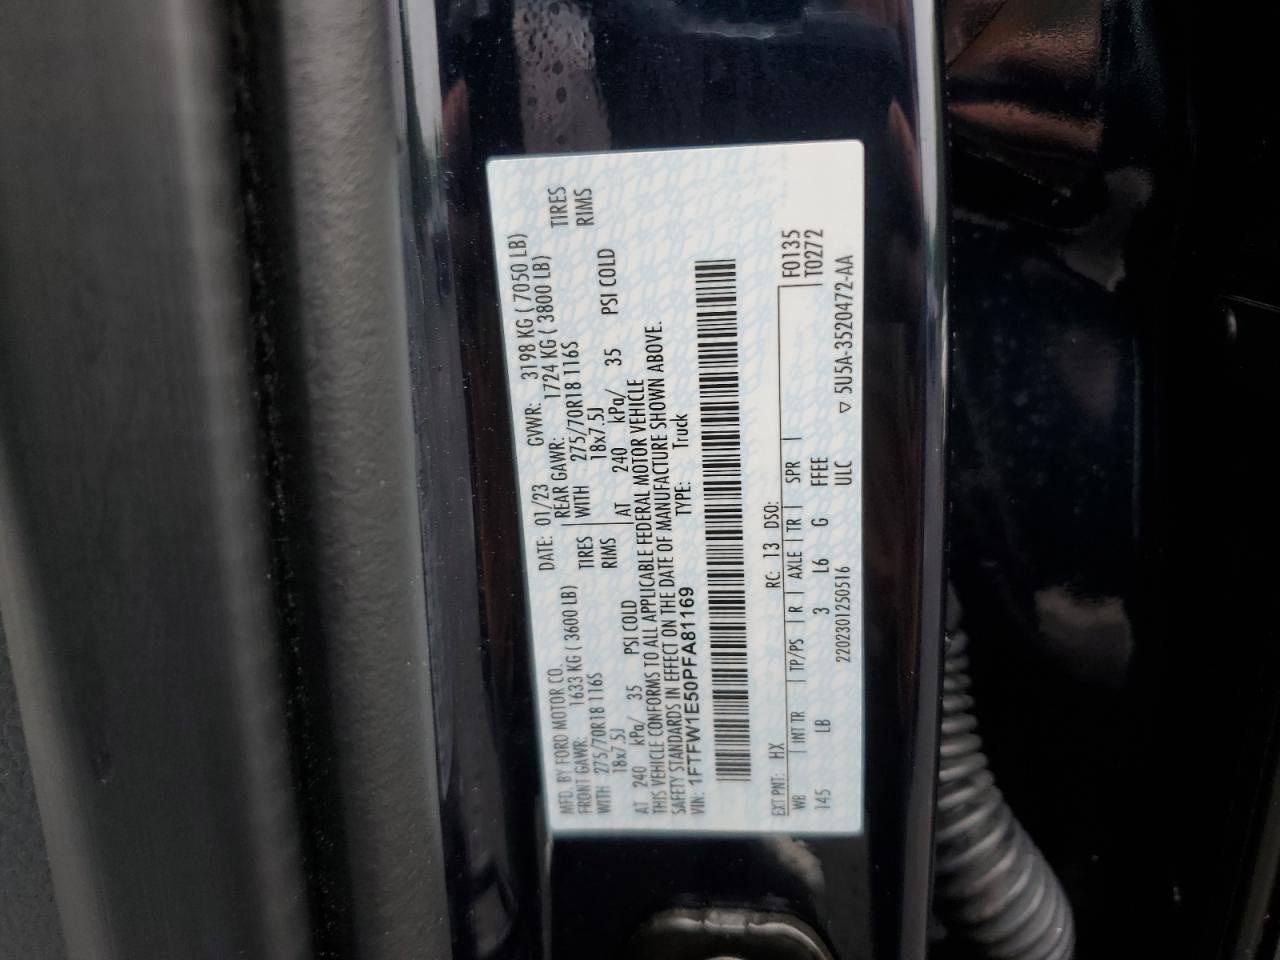 MFD. BY FORD MOTOR CO.
DATE: 01/23 GVWR: 3198 KG ( 7050 LB)
FRONT GAWR: 1633 KG ( 3600 LB) REAR GAWR: 1724 KG ( 3800 LB)
WITH 275/70R18 116S TIRES WITH 275/70R18 116S TIRES
18x7.5J RIMS 18x7.5J RIMS
AT 240 kPa/ 35 PSI COLD AT 240 kPa/ 35 PSI COLD
THIS VEHICLE CONFORMS TO ALL APPLICABLE FEDERAL MOTOR VEHICLE
SAFETY STANDARDS IN EFFECT ON THE DATE OF MANUFACTURE SHOWN ABOVE.
VIN: 1FTFW1E50PFA81169 TYPE: Truck
EXT PNT: HX RC: 13 DSO: F0135
WB INT TR TP/PS R AXLE TR SPR T0272
145 LB 3 L6 G FFEE
2202301250516 ULC ▽ 5U5A-3520472-AA